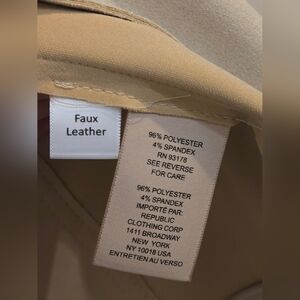 Faux
Leather
96% POLYESTER
4% SPANDEX
RN 93178
SEE REVERSE
FOR CARE
96% POLYESTER
4% SPANDEX
IMPORTÉ PAR:
REPUBLIC
CLOTHING CORP
1411 BROADWAY
NEW YORK
NY 10018 USA
ENTRETIEN AU VERSO